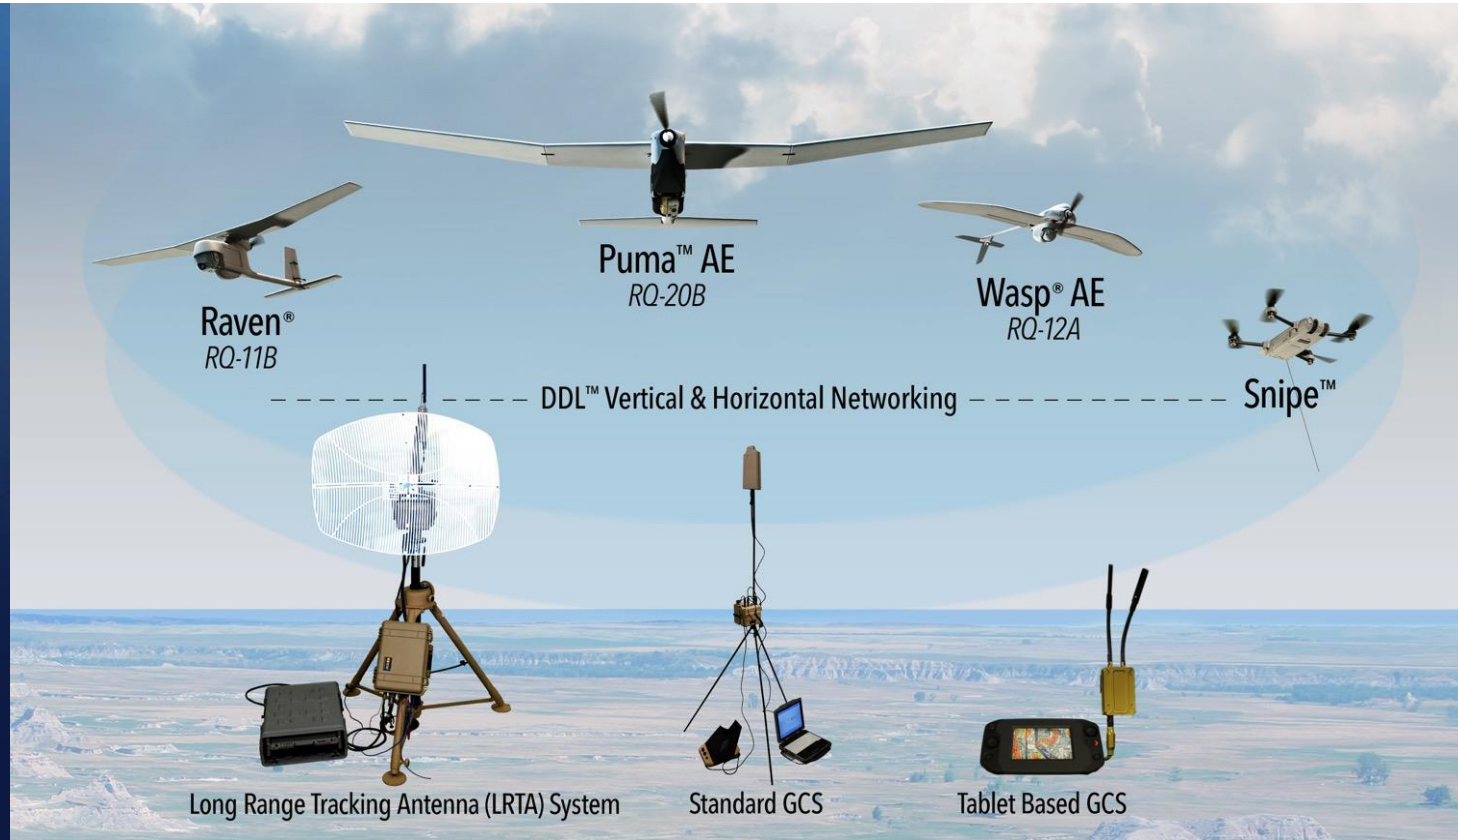 Puma™ AE
RQ-20B
Wasp® AE
RQ-12A
Raven®
RQ-11B
DDL™ Vertical & Horizontal Networking
Snipe™
Long Range Tracking Antenna (LRTA) System
Standard GCS
Tablet Based GCS